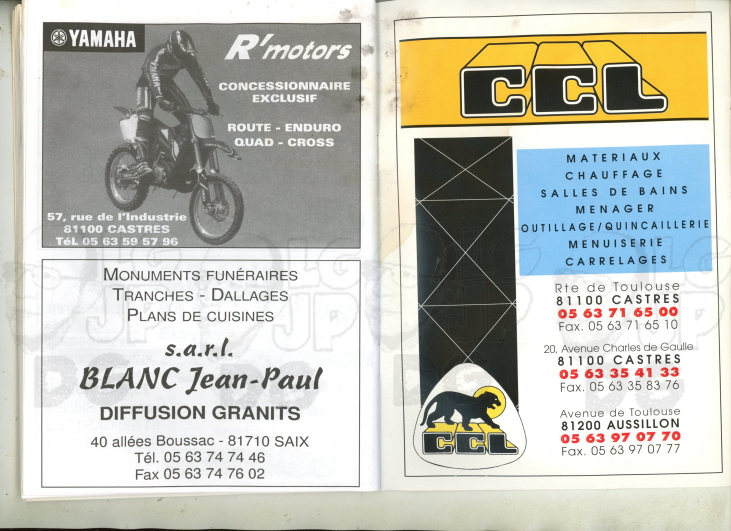 YAMAHA
R'motors
CONCESSIONNAIRE
EXCLUSIF
ROUTE - ENDURO
QUAD - CROSS
57, rue de l'Industrie
81100 CASTRES
TéL 05 63 59 57 96
MONUMENTS FUNÉRAIRES
TRANCHES - DALLAGES
PLANS DE CUISINES
s.a.r.l.
BLANC Jean-Paul
DIFFUSION GRANITS
40 allées Boussac - 81710 SAIX
Tél. 05 63 74 74 46
Fax 05 63 74 76 02
CCL
MATERIAUX
CHAUFFAGE
SALLES DE BAINS
MENAGER
OUTILLAGE/QUINCAILLERIE
MENUISERIE
CARRELAGES
Rte de Toulouse
81100 CASTRES
05 63 71 65 00
Fax. 05 63 71 65 10
20, Avenue Charles de Gaulle
81100 CASTRES
05 63 35 41 33
Fax. 05 63 35 83 76
Avenue de Toulouse
81200 AUSSILLON
05 63 97 07 70
Fax. 05 63 97 07 77
CCL